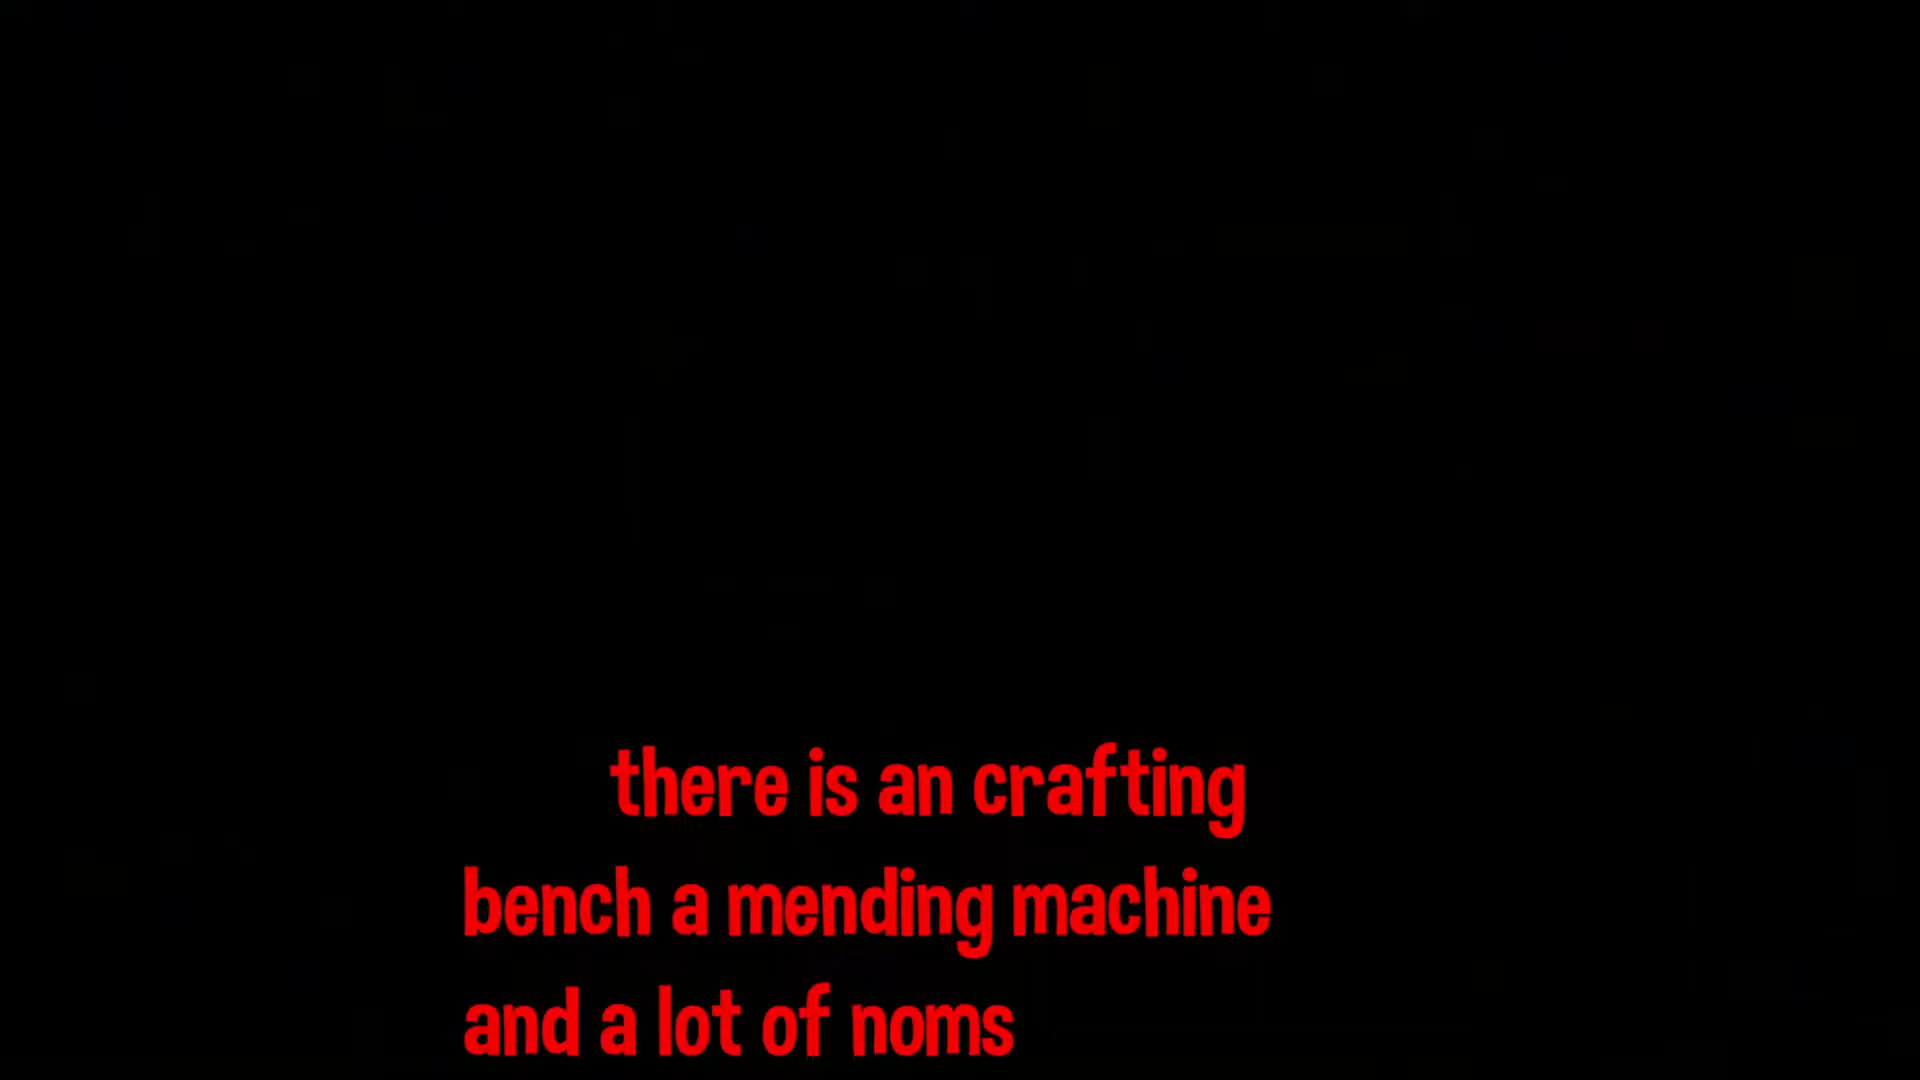 there is an crafting
bench a mending machine
and a lot of noms